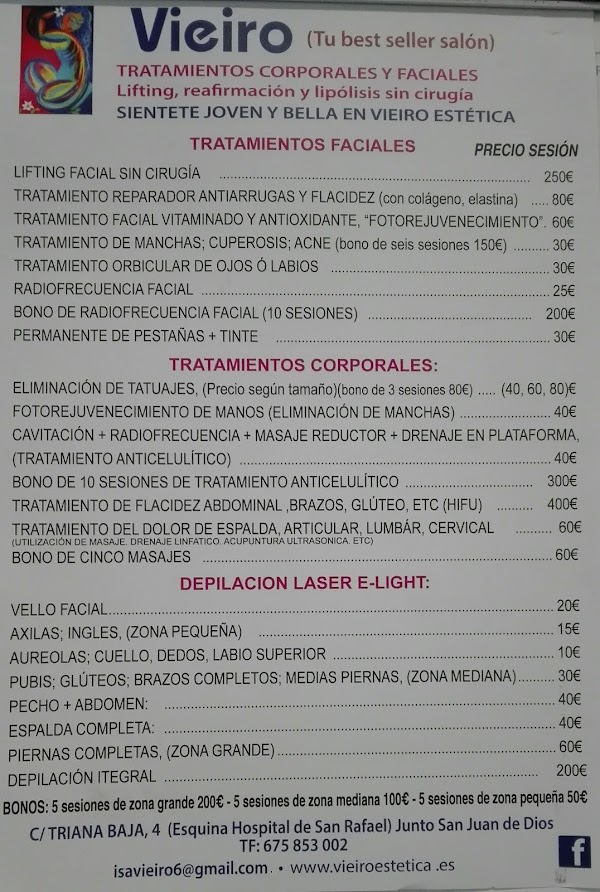 Vieiro (Tu best seller salón)
TRATAMIENTOS CORPORALES Y FACIALES
Lifting, reafirmación y lipólisis sin cirugía
SIENTETE JOVEN Y BELLA EN VIEIRO ESTÉTICA
TRATAMIENTOS FACIALES PRECIO SESIÓN
LIFTING FACIAL SIN CIRUGÍA ........ 250€
TRATAMIENTO REPARADOR ANTIARRUGAS Y FLACIDEZ (con colágeno, elastina) ..... 80€
TRATAMIENTO FACIAL VITAMINADO Y ANTIOXIDANTE, “FOTOREJUVENECIMIENTO”. 60€
TRATAMIENTO DE MANCHAS; CUPEROSIS; ACNE (bono de seis sesiones 150€) ......... 30€
TRATAMIENTO ORBICULAR DE OJOS Ó LABIOS ........ 30€
RADIOFRECUENCIA FACIAL ........ 25€
BONO DE RADIOFRECUENCIA FACIAL (10 SESIONES) ........ 200€
PERMANENTE DE PESTAÑAS + TINTE ........ 30€
TRATAMIENTOS CORPORALES:
ELIMINACIÓN DE TATUAJES, (Precio según tamaño)(bono de 3 sesiones 80€) ..... (40, 60, 80)€
FOTOREJUVENECIMIENTO DE MANOS (ELIMINACIÓN DE MANCHAS) ........ 40€
CAVITACIÓN + RADIOFRECUENCIA + MASAJE REDUCTOR + DRENAJE EN PLATAFORMA,
(TRATAMIENTO ANTICELULÍTICO) ........ 40€
BONO DE 10 SESIONES DE TRATAMIENTO ANTICELULÍTICO ........ 300€
TRATAMIENTO DE FLACIDEZ ABDOMINAL ,BRAZOS, GLÚTEO, ETC (HIFU) ......... 400€
TRATAMIENTO DEL DOLOR DE ESPALDA, ARTICULAR, LUMBÁR, CERVICAL ......... 60€
(UTILIZACIÓN DE MASAJE. DRENAJE LINFATICO. ACUPUNTURA ULTRASONICA. ETC)
BONO DE CINCO MASAJES ........ 60€
DEPILACION LASER E-LIGHT:
VELLO FACIAL........ 20€
AXILAS; INGLES, (ZONA PEQUEÑA) ........ 15€
AUREOLAS; CUELLO, DEDOS, LABIO SUPERIOR ........ 10€
PUBIS; GLÚTEOS; BRAZOS COMPLETOS; MEDIAS PIERNAS, (ZONA MEDIANA)......... 30€
PECHO + ABDOMEN: ........ 40€
ESPALDA COMPLETA: ........ 40€
PIERNAS COMPLETAS, (ZONA GRANDE)........ 60€
DEPILACIÓN ITEGRAL ........ 200€
BONOS: 5 sesiones de zona grande 200€ - 5 sesiones de zona mediana 100€ - 5 sesiones de zona pequeña 50€
C/ TRIANA BAJA, 4 (Esquina Hospital de San Rafael) Junto San Juan de Dios
TF: 675 853 002
isavieiro6@gmail.com. • www.vieiroestetica .es
f